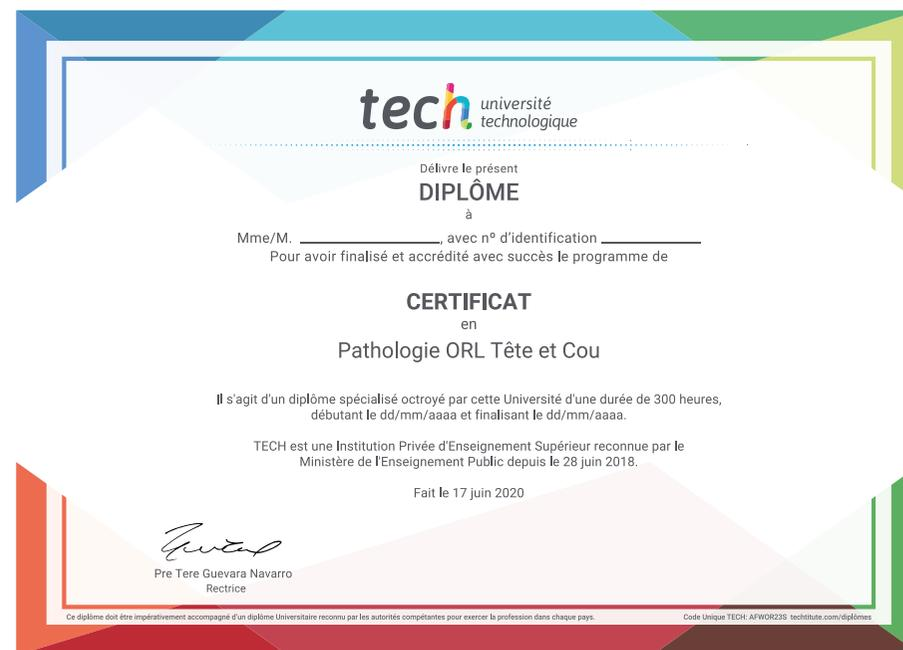 tech université
technologique
Délivre le présent
DIPLÔME
à
Mme/M. ____________, avec nº d'identification ____________
Pour avoir finalisé et accrédité avec succès le programme de
CERTIFICAT
en
Pathologie ORL Tête et Cou
Il s'agit d'un diplôme spécialisé octroyé par cette Université d'une durée de 300 heures,
débutant le dd/mm/aaaa et finalisant le dd/mm/aaaa.
TECH est une Institution Privée d'Enseignement Supérieur reconnue par le
Ministère de l'Enseignement Public depuis le 28 juin 2018.
Fait le 17 juin 2020
Pre Tere Guevara Navarro
Rectrice
Ce diplôme doit être impérativement accompagné d'un diplôme Universitaire reconnu par les autorités compétantes pour exercer la profession dans chaque pays.
Code Unique TECH: AFWOR23S techtitute.com/diplômes